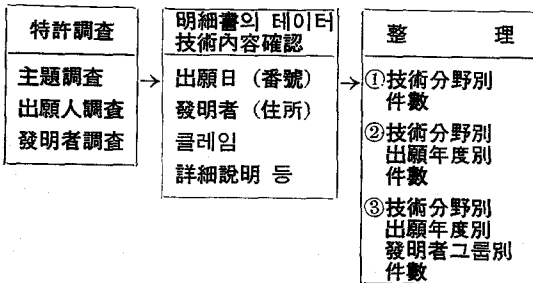 特許調査
主題調査
出願人調査
發明者調査
→
明細書의 데이터
技術內容確認
出願日 (番號)
發明者 (住所)
클레임
詳細說明 등
→
整 理
①技術分野別
件數
②技術分野別
出願年度別
件數
③技術分野別
出願年度別
發明者그룹別
件數